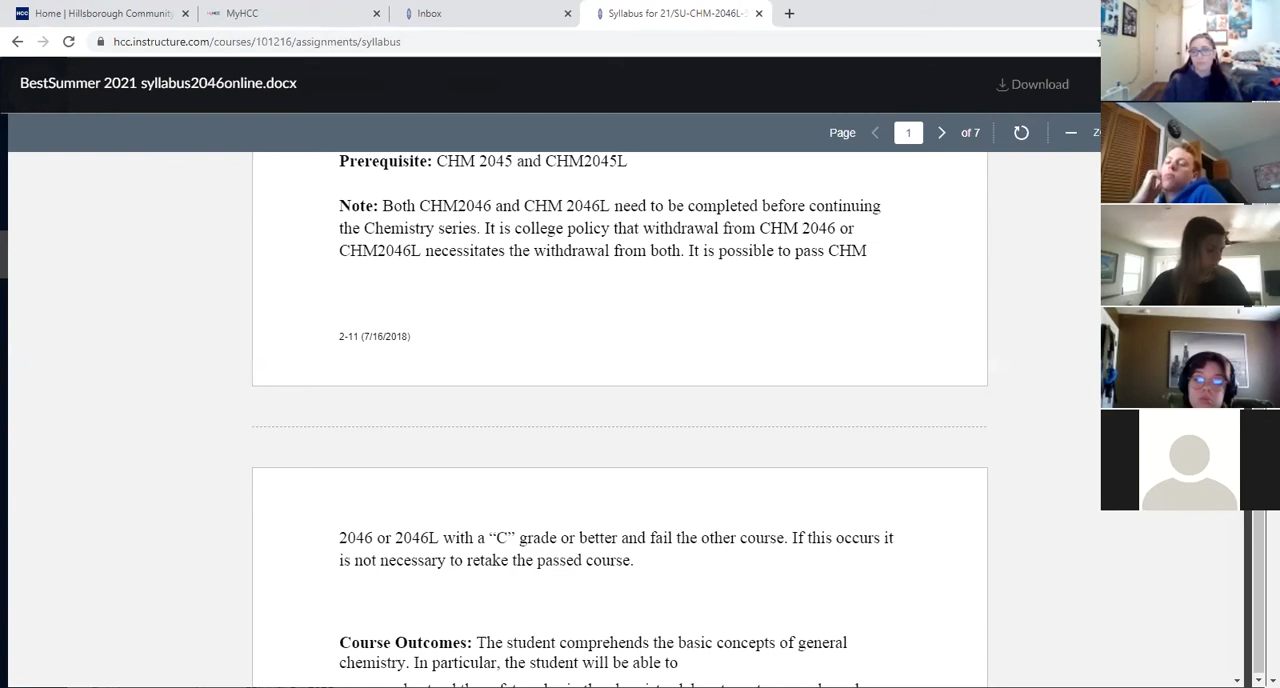 Home | Hillsborough Community
MyHCC
Inbox
Syllabus for 21/SU-CHM-2046L-
hcc.instructure.com/courses/101216/assignments/syllabus
BestSummer 2021 syllabus2046online.docx
Download
Page 1 of 7
Prerequisite: CHM 2045 and CHM2045L
Note: Both CHM2046 and CHM 2046L need to be completed before continuing
the Chemistry series. It is college policy that withdrawal from CHM 2046 or
CHM2046L necessitates the withdrawal from both. It is possible to pass CHM
2-11 (7/16/2018)
2046 or 2046L with a “C” grade or better and fail the other course. If this occurs it
is not necessary to retake the passed course.
Course Outcomes: The student comprehends the basic concepts of general
chemistry. In particular, the student will be able to